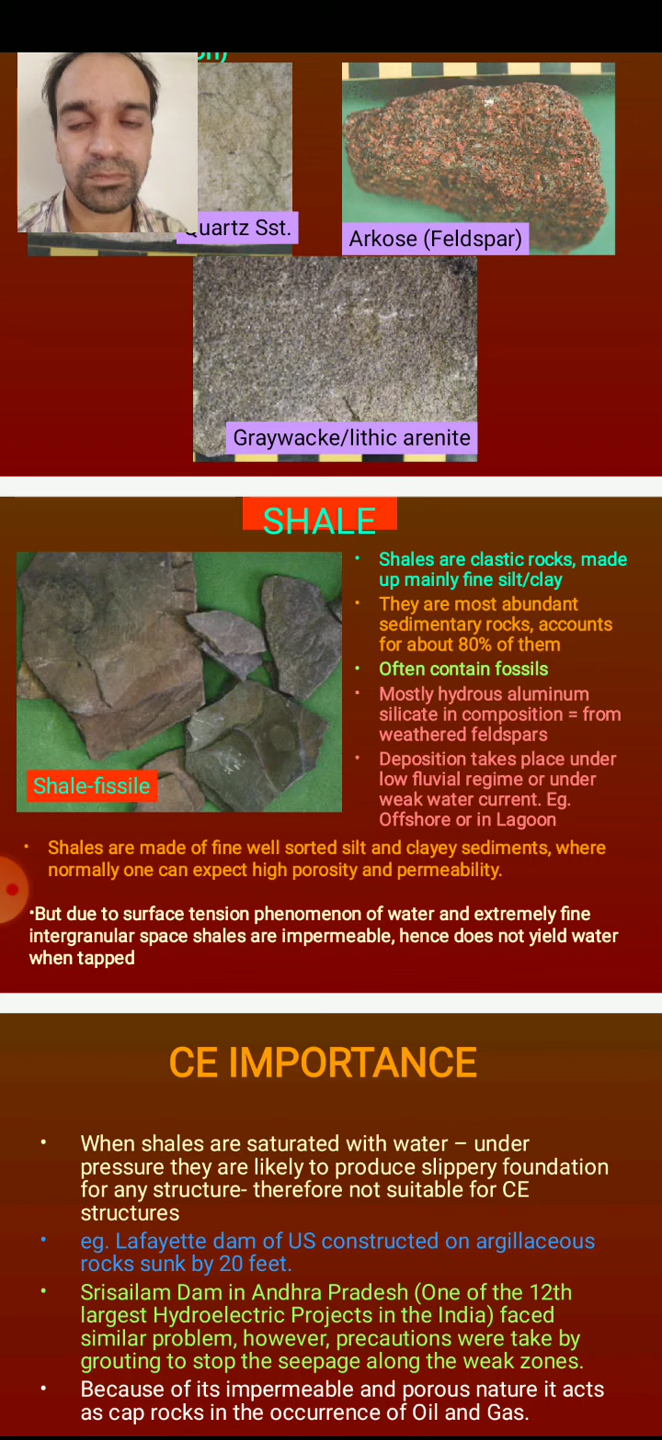 Quartz Sst.
Arkose (Feldspar)
Graywacke/lithic arenite
SHALE
• Shales are clastic rocks, made
up mainly fine silt/clay
• They are most abundant
sedimentary rocks, accounts
for about 80% of them
• Often contain fossils
• Mostly hydrous aluminum
silicate in composition = from
weathered feldspars
• Deposition takes place under
low fluvial regime or under
weak water current. Eg.
Offshore or in Lagoon
Shale-fissile
• Shales are made of fine well sorted silt and clayey sediments, where
normally one can expect high porosity and permeability.
•But due to surface tension phenomenon of water and extremely fine
intergranular space shales are impermeable, hence does not yield water
when tapped
CE IMPORTANCE
• When shales are saturated with water – under
pressure they are likely to produce slippery foundation
for any structure- therefore not suitable for CE
structures
• eg. Lafayette dam of US constructed on argillaceous
rocks sunk by 20 feet.
• Srisailam Dam in Andhra Pradesh (One of the 12th
largest Hydroelectric Projects in the India) faced
similar problem, however, precautions were take by
grouting to stop the seepage along the weak zones.
• Because of its impermeable and porous nature it acts
as cap rocks in the occurrence of Oil and Gas.